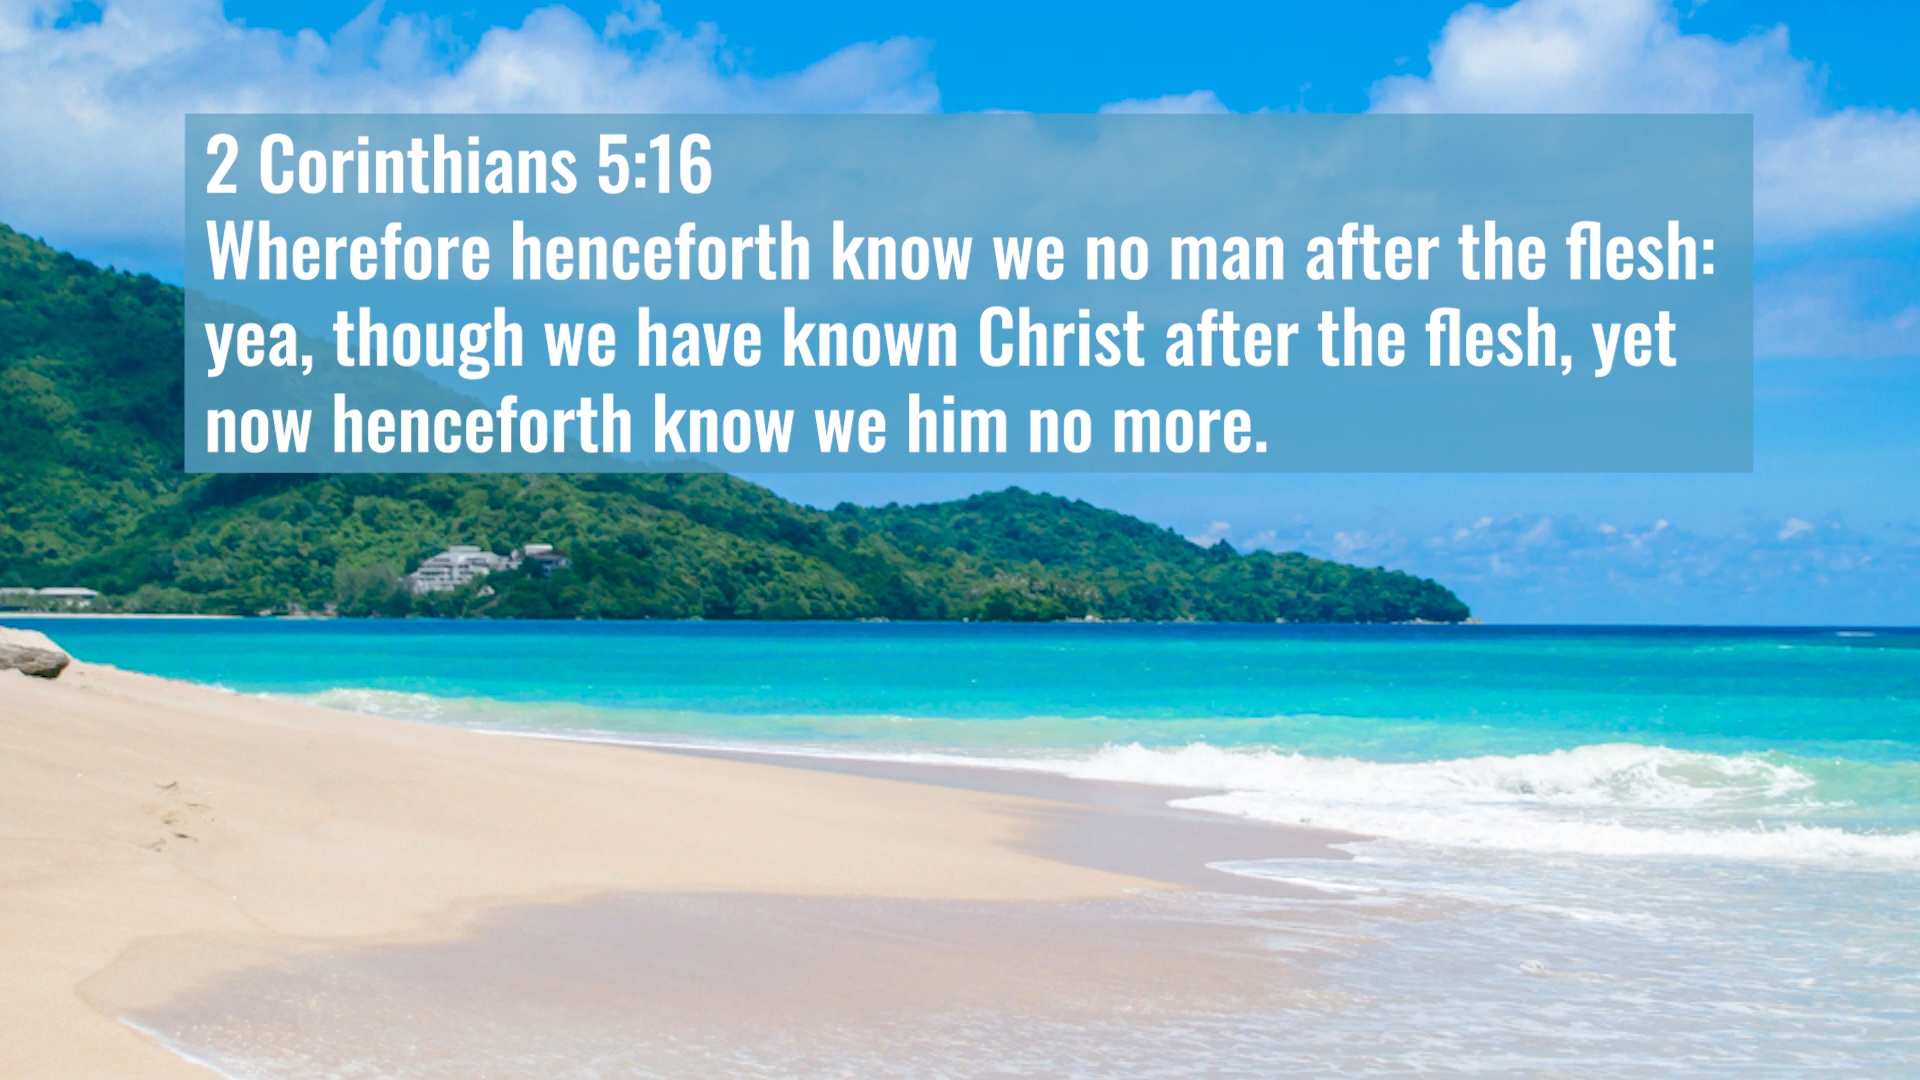 2 Corinthians 5:16
Wherefore henceforth know we no man after the flesh:
yea, though we have known Christ after the flesh, yet
now henceforth know we him no more.